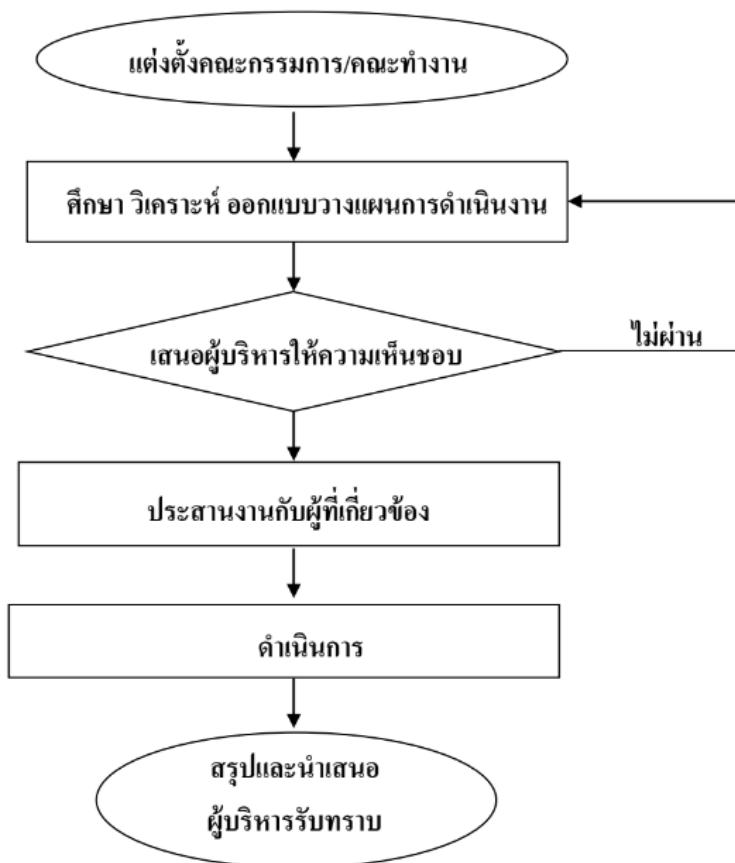 แต่งตั้งคณะกรรมการ/คณะทำงาน
ศึกษา วิเคราะห์ ออกแบบวางแผนการดำเนินงาน
เสนอผู้บริหารให้ความเห็นชอบ
ไม่ผ่าน
ประสานงานกับผู้ที่เกี่ยวข้อง
ดำเนินการ
สรุปและนำเสนอ
ผู้บริหารรับทราบ